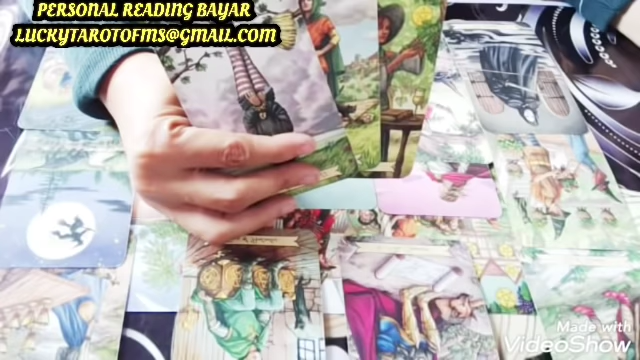 PERSONAL READING BAYAR
LUCKYTAROTOFMS@GMAIL.COM
Made with
VideoShow